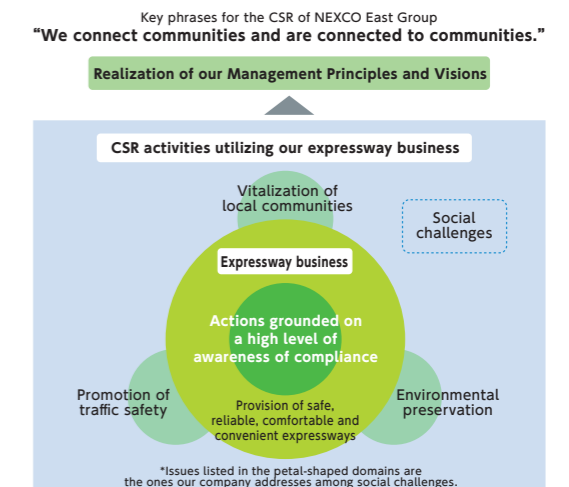 Key phrases for the CSR of NEXCO East Group
“We connect communities and are connected to communities.”
Realization of our Management Principles and Visions
CSR activities utilizing our expressway business
Vitalization of
local communities
Social
challenges
Expressway business
Actions grounded on
a high level of
awareness of compliance
Promotion of
traffic safety
Provision of safe,
reliable, comfortable and
convenient expressways
Environmental
preservation
*Issues listed in the petal-shaped domains are
the ones our company addresses among social challenges.